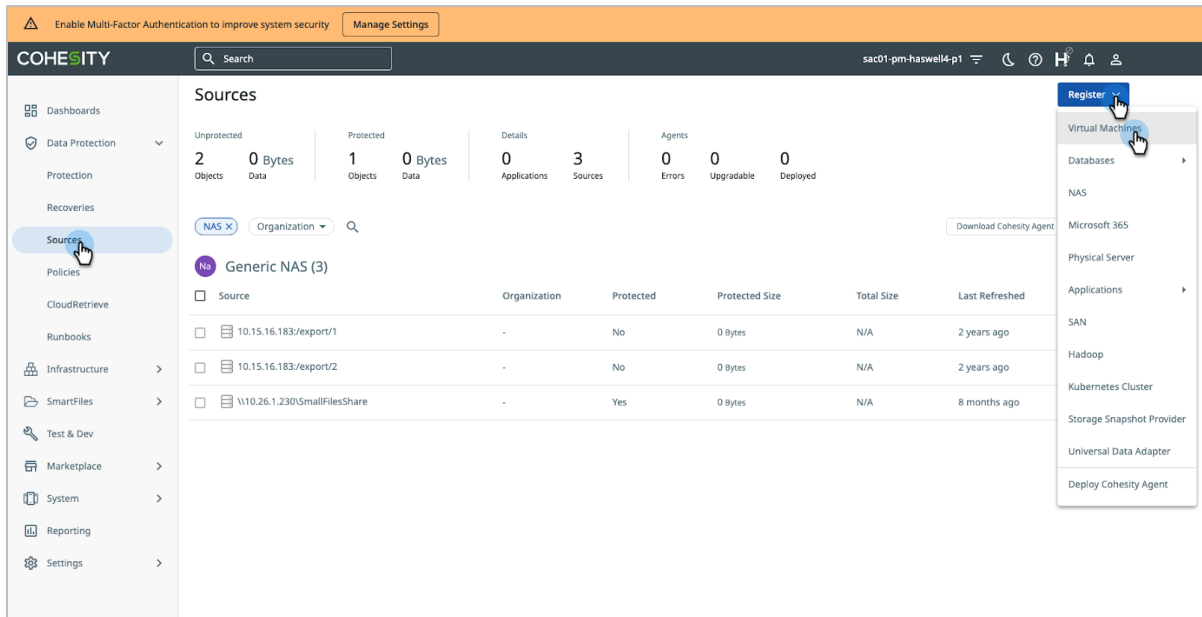 Enable Multi-Factor Authentication to improve system security Manage Settings
COHESITY Search sac01-pm-haswell4-p1 H
Sources Register
Dashboards
Data Protection
Protection
Recoveries
Sources
Policies
CloudRetrieve
Runbooks
Infrastructure
SmartFiles
Test & Dev
Marketplace
System
Reporting
Settings
Unprotected Protected Details Agents
2 0 Bytes 1 0 Bytes 0 3 0 0 0
Objects Data Objects Data Applications Sources Errors Upgradable Deployed
NAS × Organization Download Cohesity Agent
Na Generic NAS (3)
Source Organization Protected Protected Size Total Size Last Refreshed
10.15.16.183:/export/1 - No 0 Bytes N/A 2 years ago
10.15.16.183:/export/2 - No 0 Bytes N/A 2 years ago
\\10.26.1.230\SmallFilesShare - Yes 0 Bytes N/A 8 months ago
Virtual Machines
Databases
NAS
Microsoft 365
Physical Server
Applications
SAN
Hadoop
Kubernetes Cluster
Storage Snapshot Provider
Universal Data Adapter
Deploy Cohesity Agent